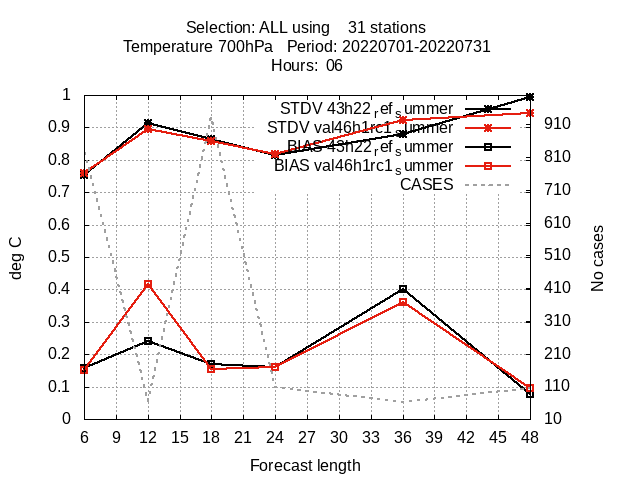 Selection: ALL using 31 stations
Temperature 700hPa Period: 20220701-20220731
Hours: 06
STDV 43h22_ref_summer
STDV val46h1rc1_summer
BIAS 43h22_ref_summer
BIAS val46h1rc1_summer
CASES
deg C
1
0.9
0.8
0.7
0.6
0.5
0.4
0.3
0.2
0.1
0
910
810
710
610
510
410
310
210
110
10
No cases
6 9 12 15 18 21 24 27 30 33 36 39 42 45 48
Forecast length